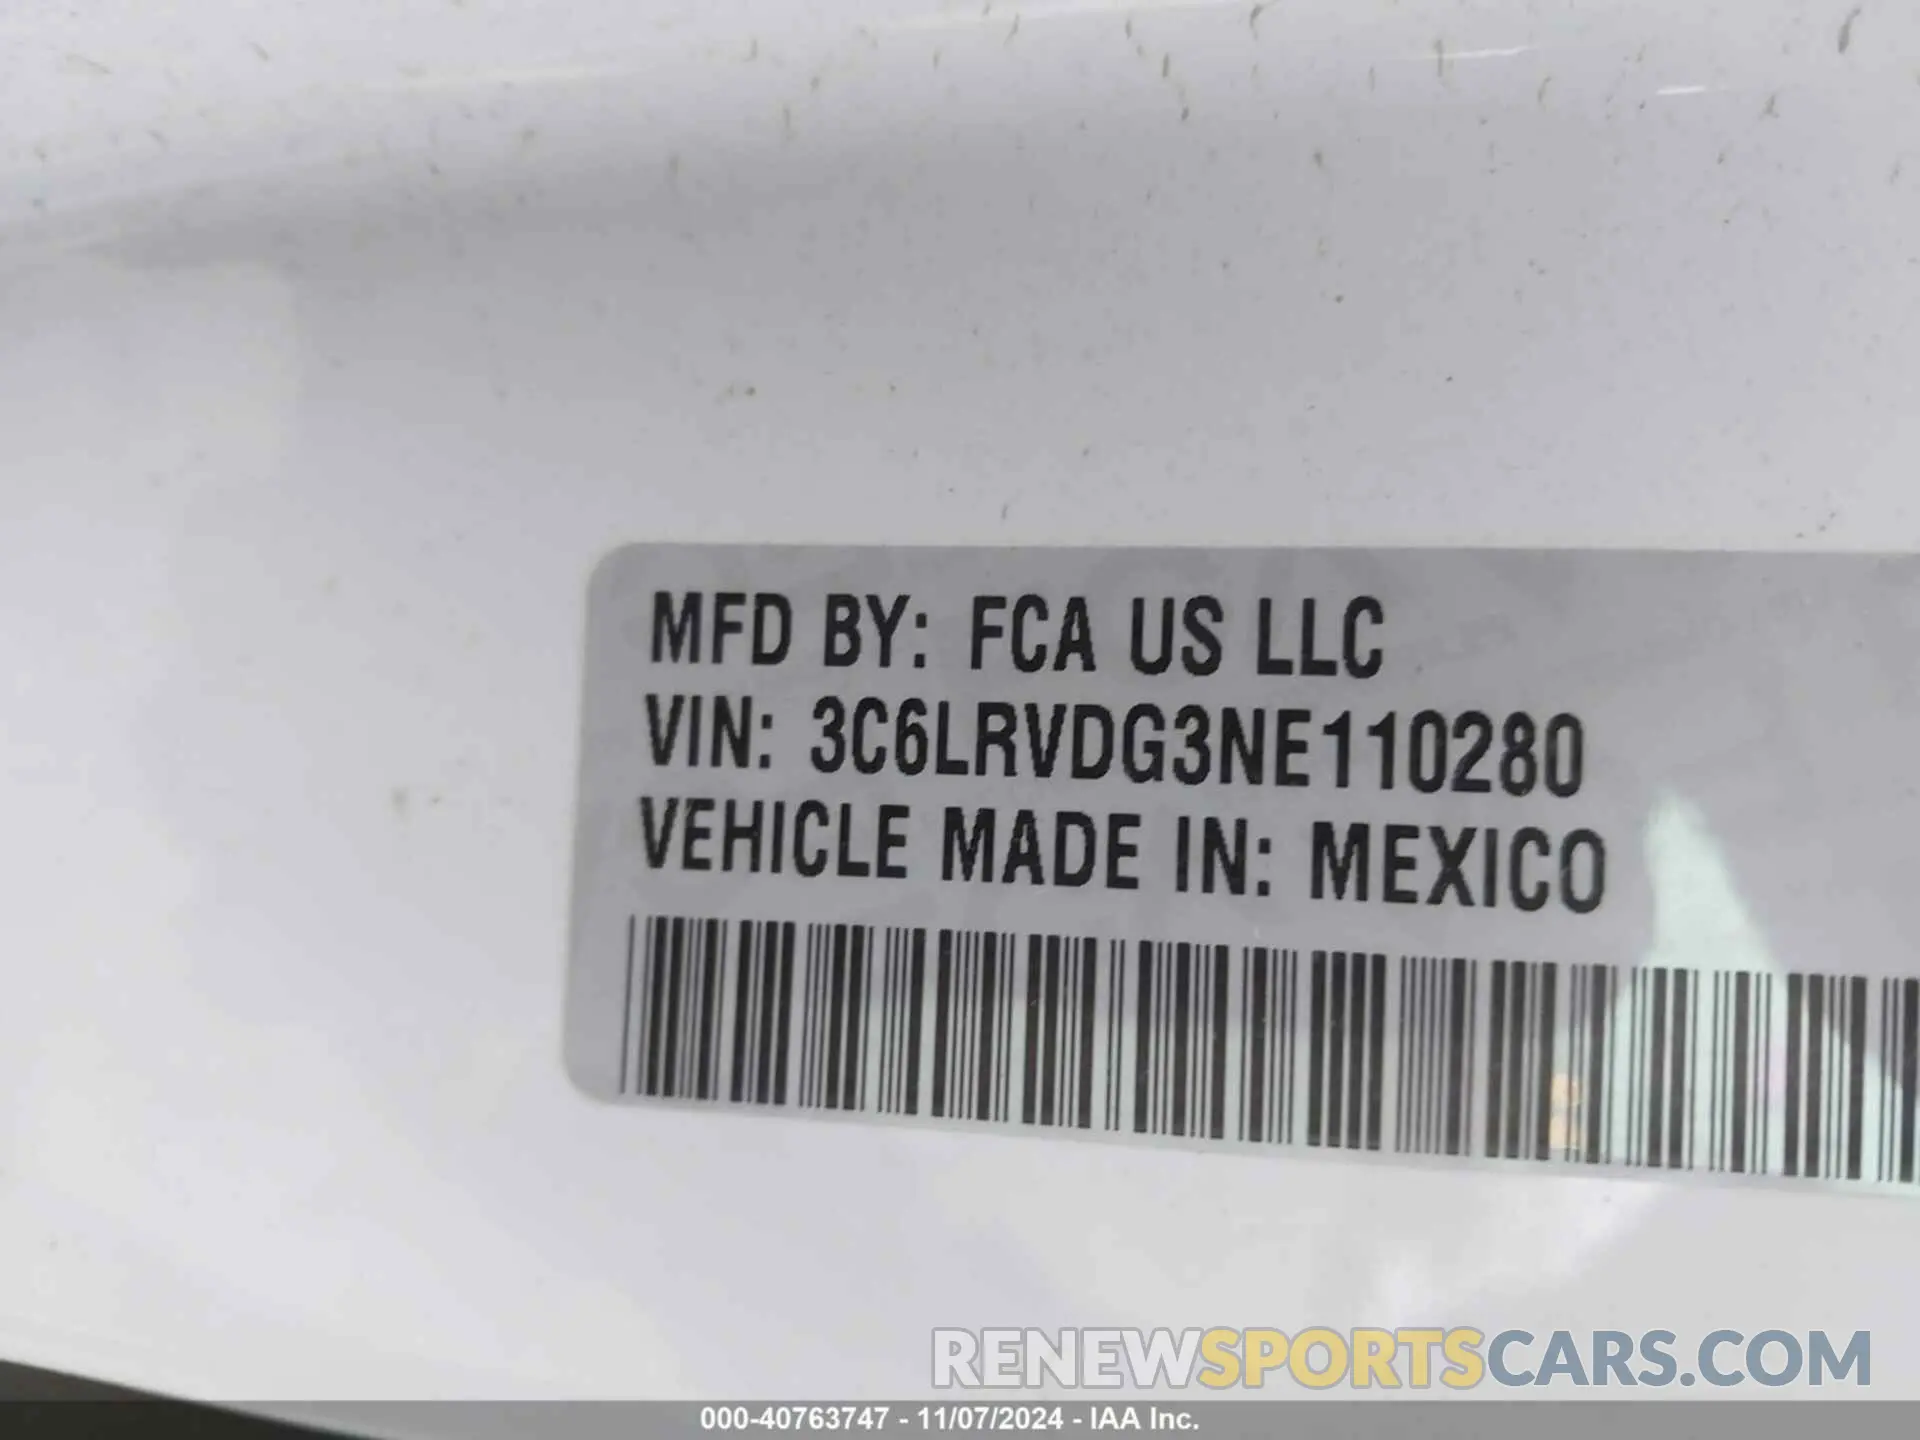 MFD BY: FCA US LLC
VIN: 3C6LRVDG3NE110280
VEHICLE MADE IN: MEXICO
RENEWSPORTSCARS.COM
000-40763747 - 11/07/2024 - IAA Inc.